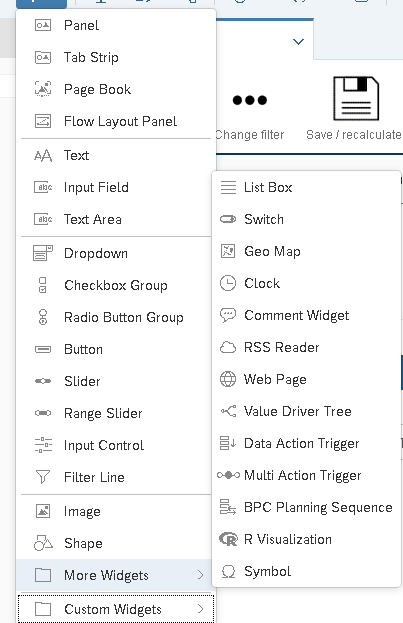 Panel
Tab Strip
Page Book
Flow Layout Panel
Text
Input Field
Text Area
Dropdown
Checkbox Group
Radio Button Group
Button
Slider
Range Slider
Input Control
Filter Line
Image
Shape
More Widgets
Custom Widgets
Change filter
Save / recalculate
List Box
Switch
Geo Map
Clock
Comment Widget
RSS Reader
Web Page
Value Driver Tree
Data Action Trigger
Multi Action Trigger
BPC Planning Sequence
R Visualization
Symbol